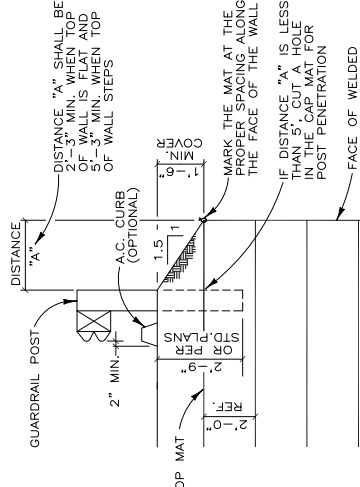 DISTANCE "A" SHALL BE
2'-3" MIN. WHEN TOP
OF WALL IS FLAT AND
5'-3" MIN. WHEN TOP
OF WALL STEPS
DISTANCE
"A"
GUARDRAIL POST
A.C. CURB
(OPTIONAL)
2" MIN.
1.5
1
1'-6"
MIN.
COVER
MARK THE MAT AT THE
PROPER SPACING ALONG
THE FACE OF THE WALL
2'-9"
OR PER
STD.PLANS
OP MAT
2'-0"
REF.
IF DISTANCE "A" IS LESS
THAN 5' CUT A HOLE
IN THE CAP MAT FOR
POST PENETRATION
FACE OF WELDED